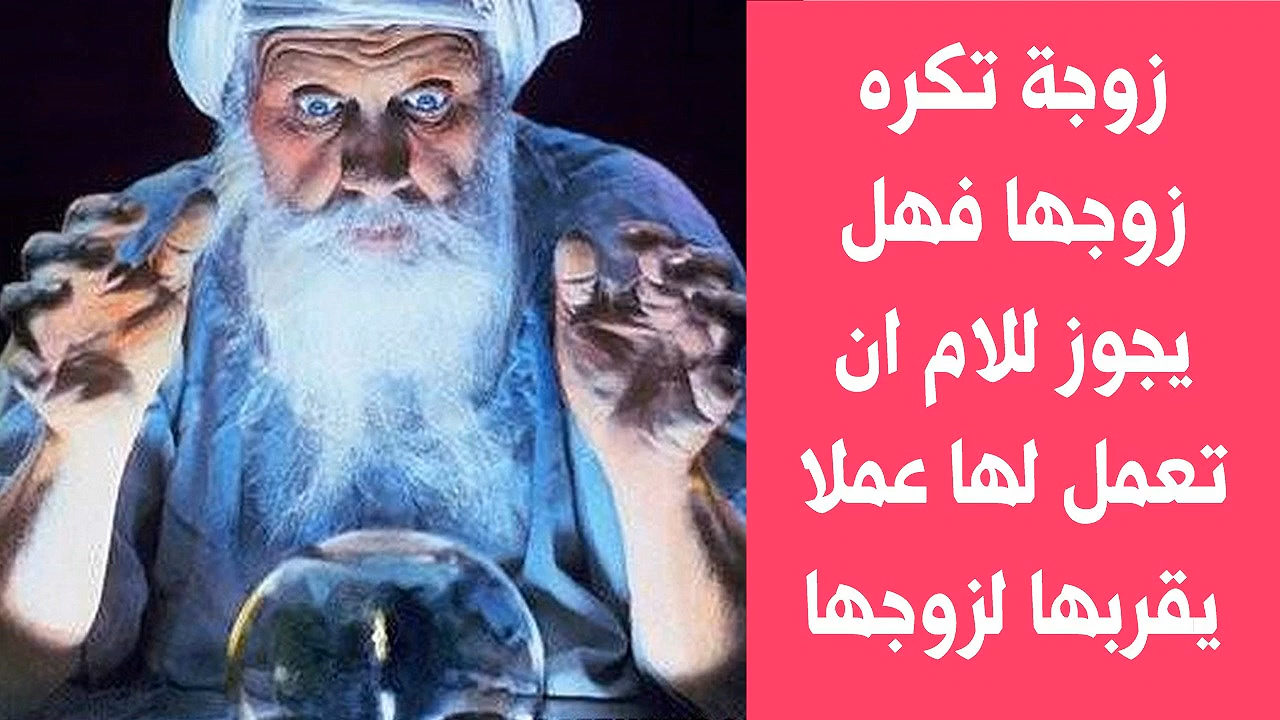 زوجة تكره
زوجها فهل
يجوز للام ان
تعمل لها عملا
يقربها لزوجها